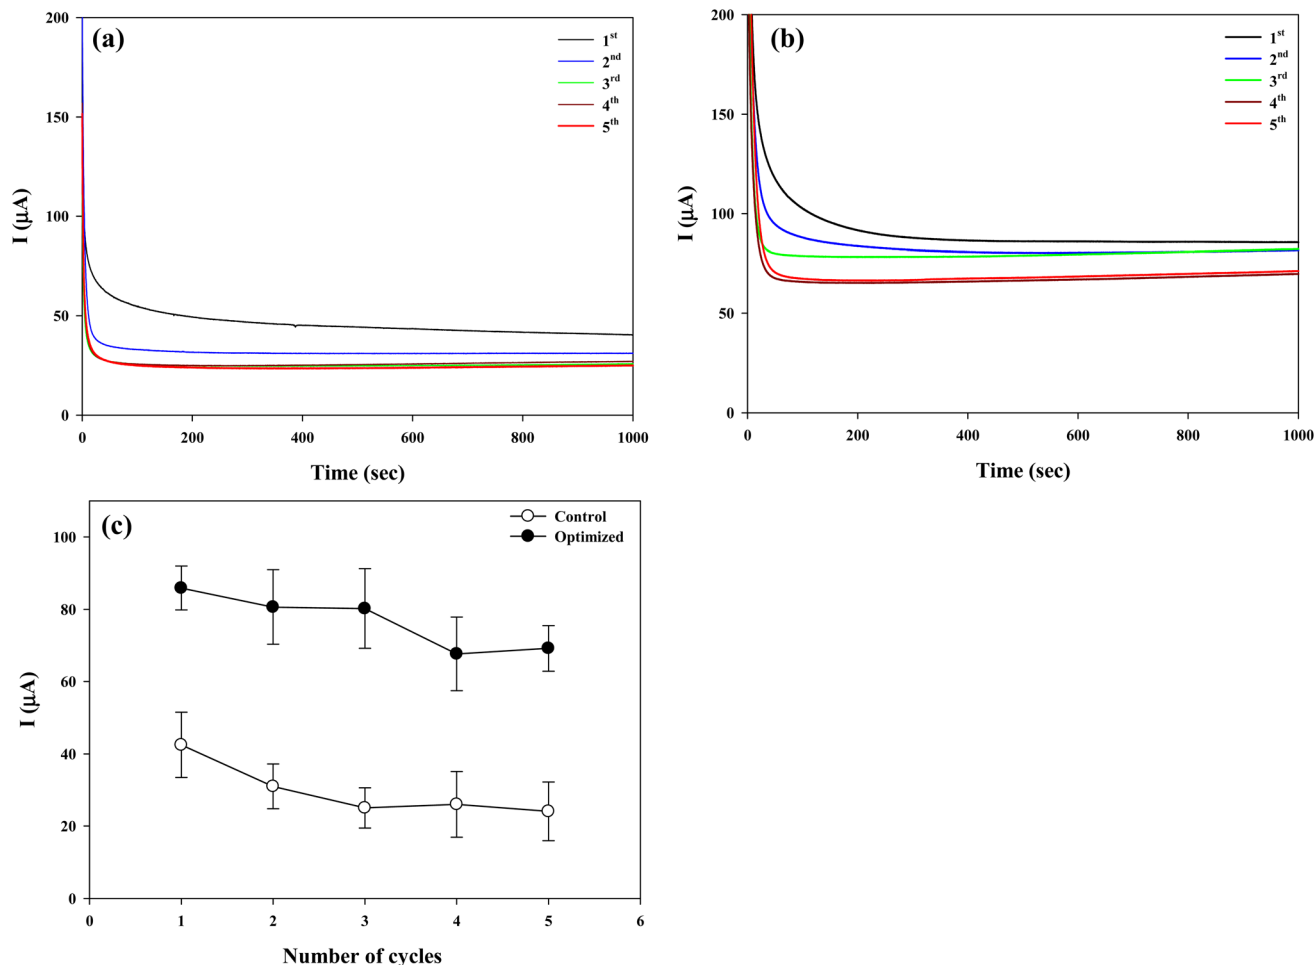 (a)
1st
2nd
3rd
4th
5th
200
150
100
50
0
I (μA)
0 200 400 600 800 1000
Time (sec)
(b)
1st
2nd
3rd
4th
5th
200
150
100
50
0
I (μA)
0 200 400 600 800 1000
Time (sec)
(c)
Control
Optimized
100
80
60
40
20
0
I (μA)
0 1 2 3 4 5 6
Number of cycles